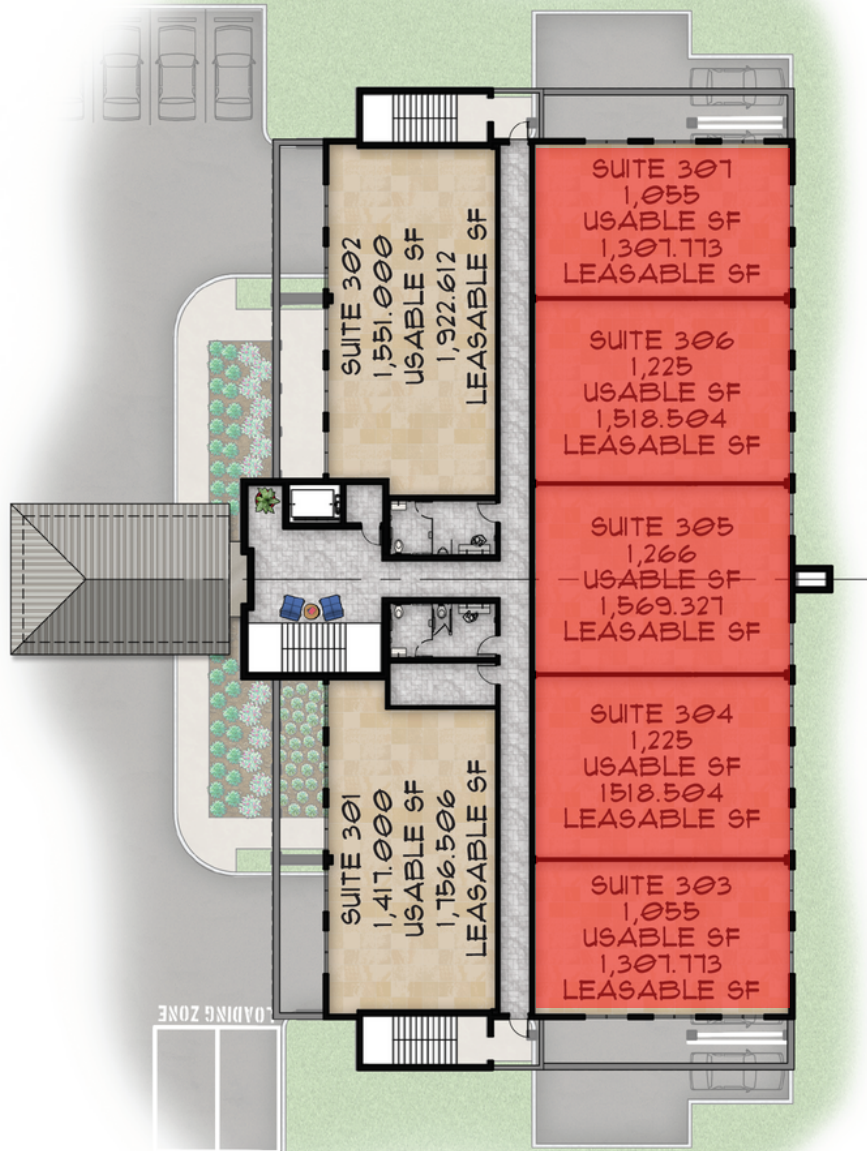 SUITE 307
1,055
USABLE SF
1,307.773
LEASABLE SF
SUITE 302
1,551.000
USABLE SF
1,922.612
LEASABLE SF
SUITE 306
1,225
USABLE SF
1,518.504
LEASABLE SF
SUITE 305
1,266
USABLE SF
1,569.327
LEASABLE SF
SUITE 304
1,225
USABLE SF
1518.504
LEASABLE SF
SUITE 301
1,417.000
USABLE SF
1,756.506
LEASABLE SF
SUITE 303
1,055
USABLE SF
1,307.773
LEASABLE SF
LOADING ZONE